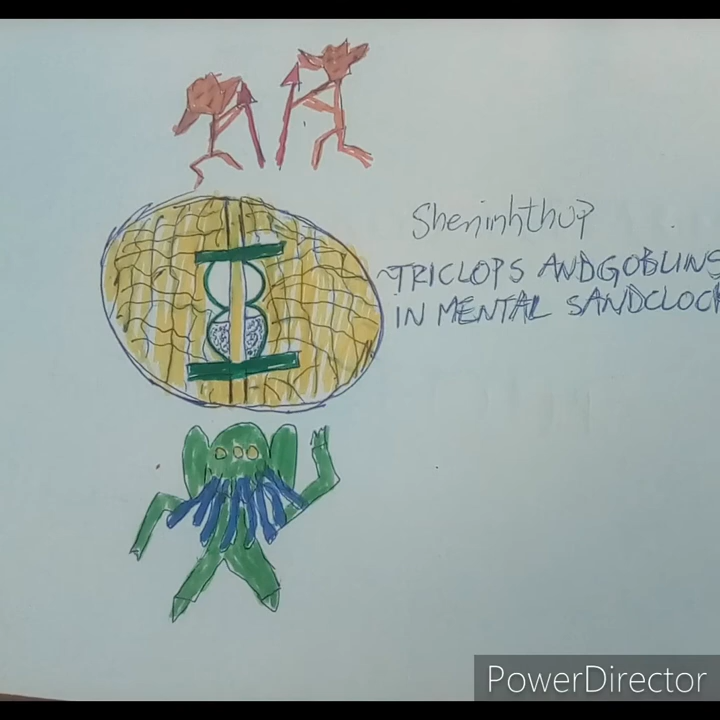 Sheninhthup
~TRICLOPS ANDGOBLINS
IN MENTAL SANDCLOCK
PowerDirector